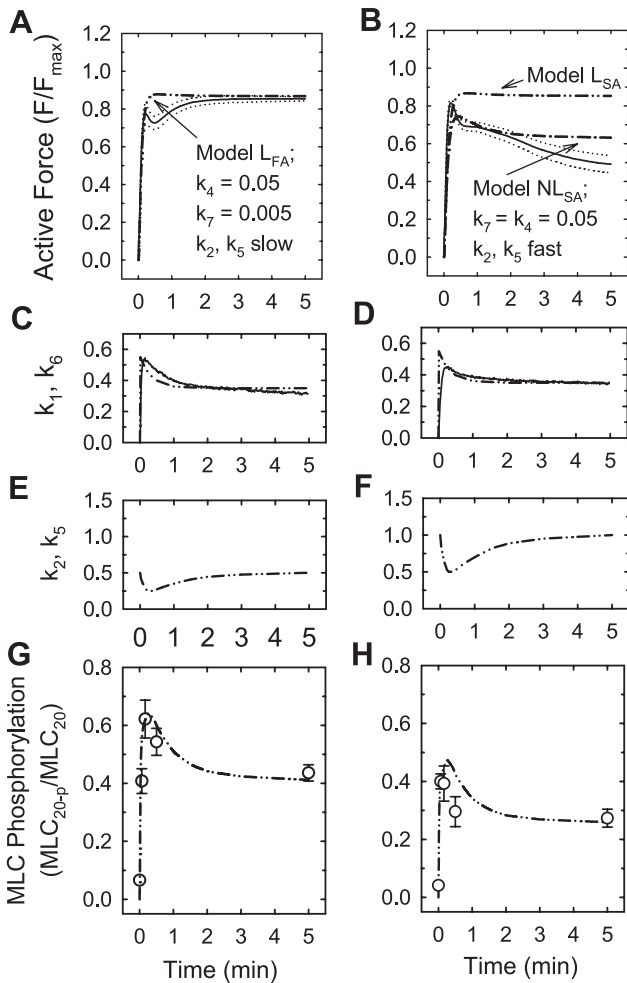 A
B
Active Force (F/Fmax)
1.2
1.0
0.8
0.6
0.4
0.2
0.0
0 1 2 3 4 5
Model LFA;
k4 = 0.05
k7 = 0.005
k2, k5 slow
1.2
1.0
0.8
0.6
0.4
0.2
0.0
0 1 2 3 4 5
Model LSA
Model NLSA;
k7 = k4 = 0.05
k2, k5 fast
C
D
k1, k6
0.6
0.4
0.2
0.0
0 1 2 3 4 5
0.6
0.4
0.2
0.0
0 1 2 3 4 5
E
F
k2, k5
1.5
1.0
0.5
0.0
0 1 2 3 4 5
1.5
1.0
0.5
0.0
0 1 2 3 4 5
G
H
MLC Phosphorylation
(MLC20-p/MLC20)
0.8
0.6
0.4
0.2
0.0
0 1 2 3 4 5
Time (min)
0.8
0.6
0.4
0.2
0.0
0 1 2 3 4 5
Time (min)